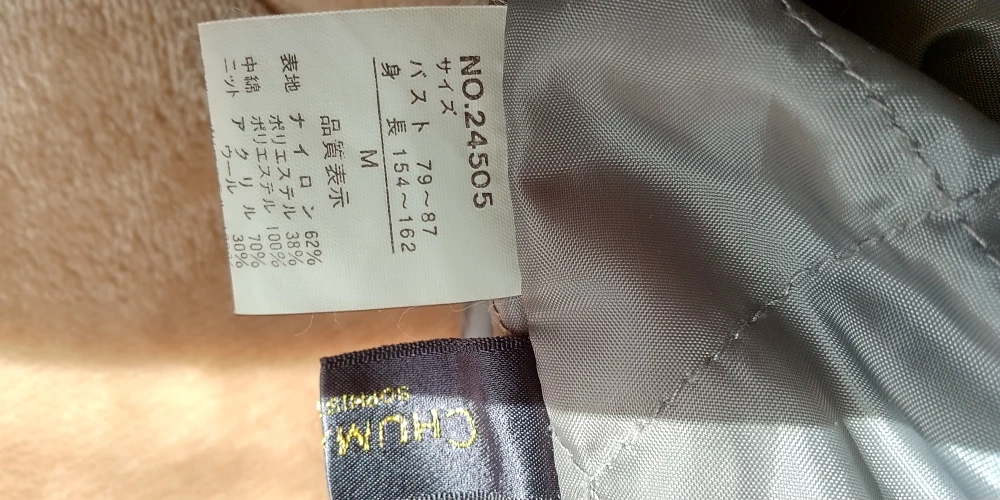 NO.24505
サイズ
バスト 79～87
身長 154～162
M
品質表示
表地 ナイロン 62%
ポリエステル 38%
中綿 ポリエステル 100%
ニット アクリル 70%
ウール 30%
CHUM